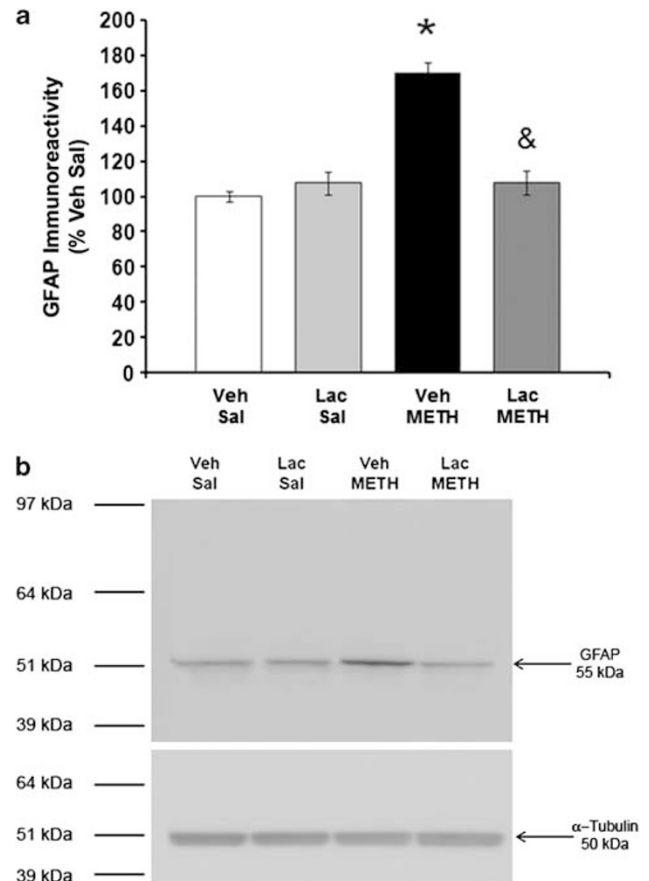 a
GFAP Immunoreactivity
(% Veh Sal)
200
180
160
140
120
100
80
60
40
20
0
*
&
Veh
Sal
Lac
Sal
Veh
METH
Lac
METH
b
Veh
Sal
Lac
Sal
Veh
METH
Lac
METH
97 kDa
64 kDa
51 kDa
39 kDa
GFAP
55 kDa
64 kDa
51 kDa
39 kDa
α–Tubulin
50 kDa